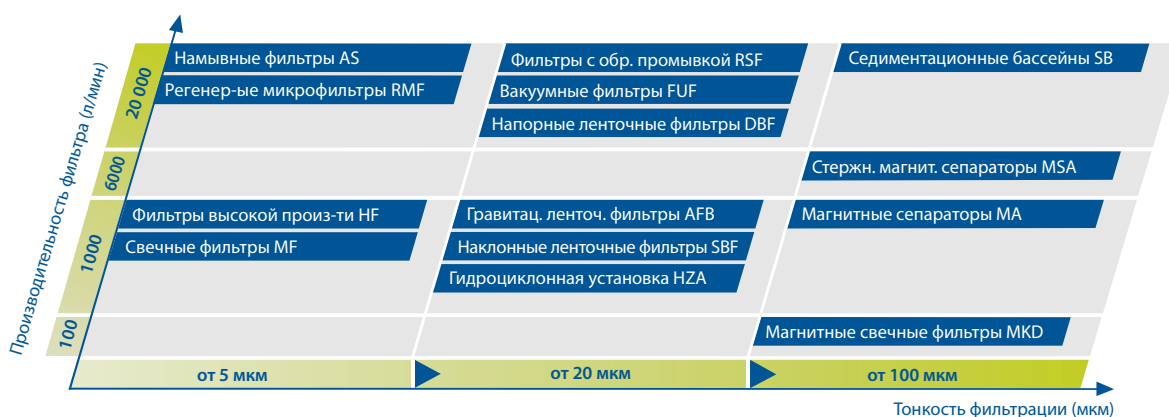 Производительность фильтра (л/мин)
20 000
Намывные фильтры AS
Регенер-ые микрофильтры RMF
Фильтры с обр. промывкой RSF
Вакуумные фильтры FUF
Напорные ленточные фильтры DBF
Седиментационные бассейны SB
6000
Стержн. магнит. сепараторы MSA
1000
Фильтры высокой произ-ти HF
Свечные фильтры MF
Гравитац. ленточ. фильтры AFB
Наклонные ленточные фильтры SBF
Гидроциклонная установка HZA
Магнитные сепараторы MA
100
Магнитные свечные фильтры MKD
от 5 мкм
от 20 мкм
от 100 мкм
Тонкость фильтрации (мкм)